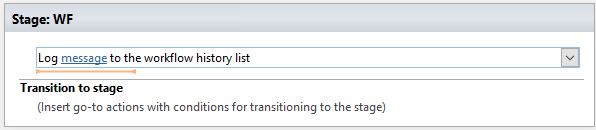 Stage: WF
Log message to the workflow history list
Transition to stage
(Insert go-to actions with conditions for transitioning to the stage)